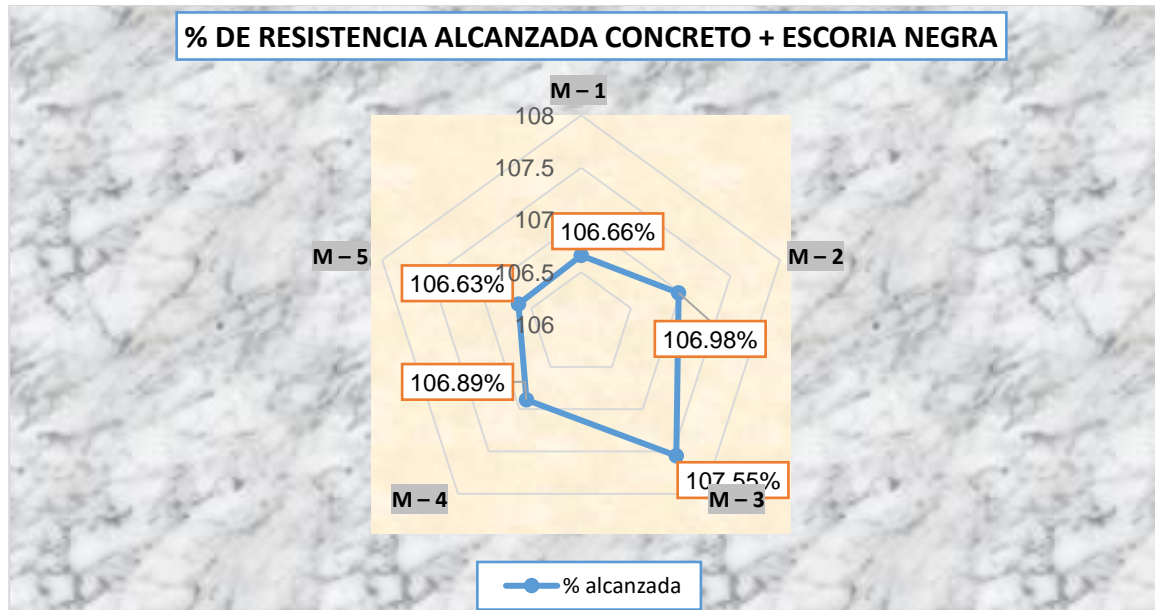 % DE RESISTENCIA ALCANZADA CONCRETO + ESCORIA NEGRA
M – 1
108
107.5
107
106.66%
M – 5
M – 2
106.5
106.63%
106
106.98%
106.89%
107.55%
M – 4
M – 3
% alcanzada